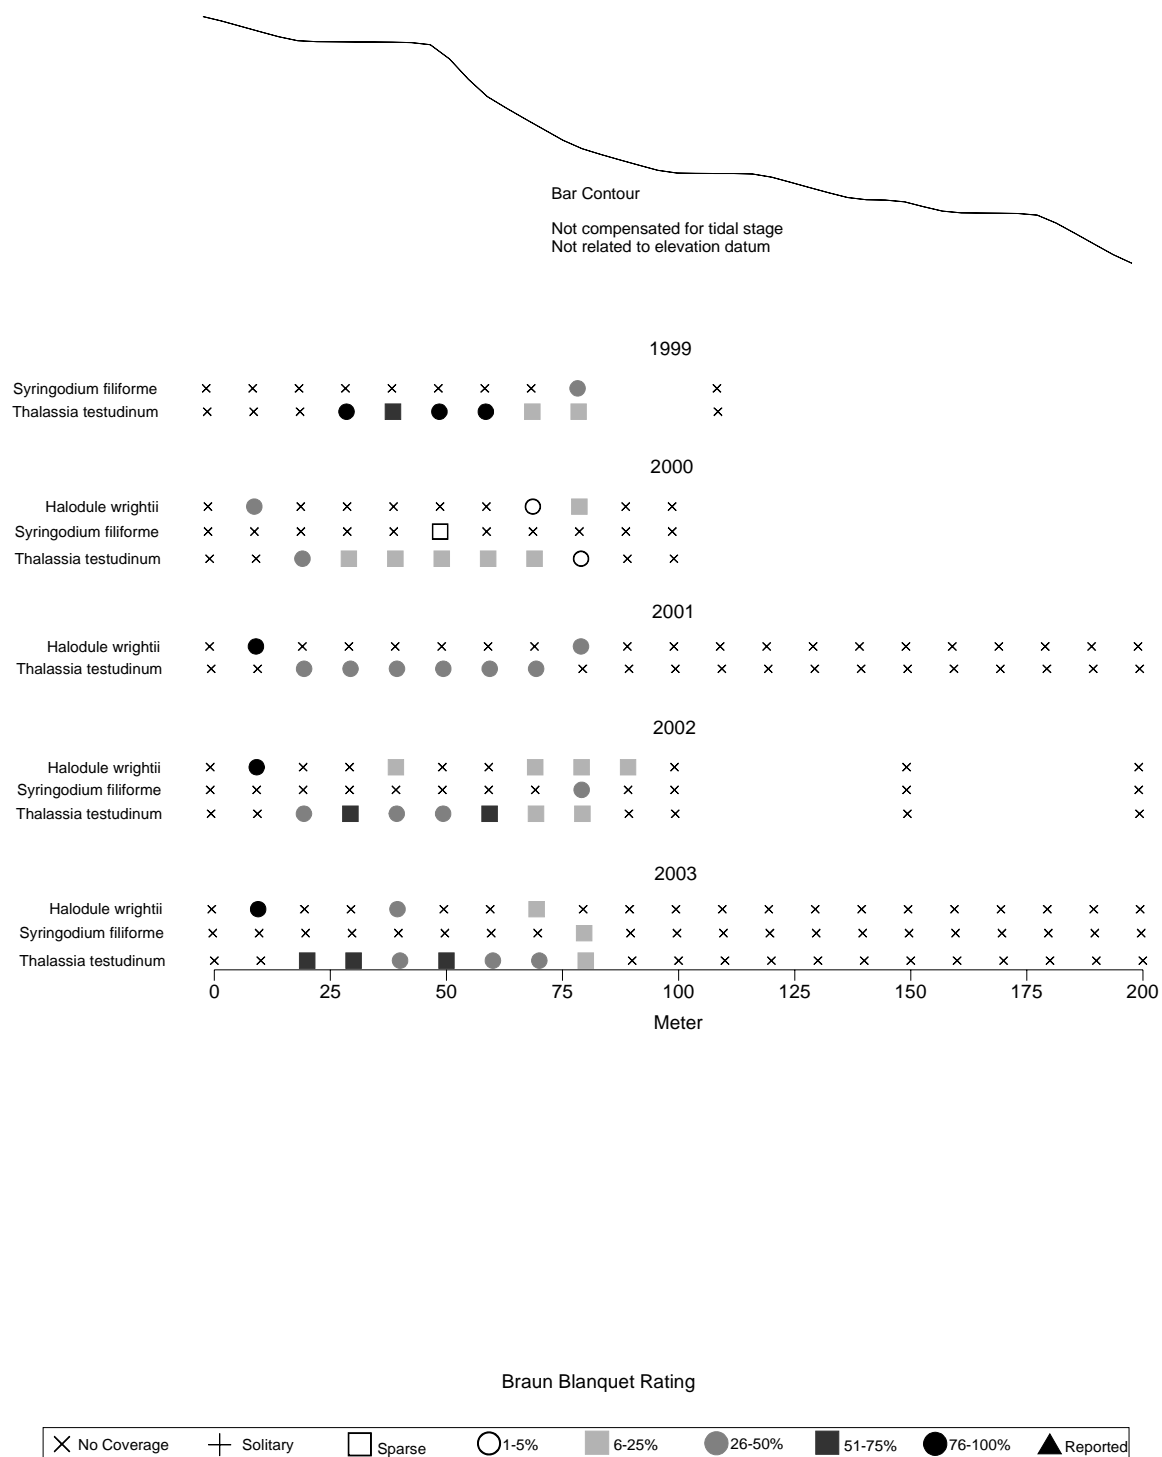 Bar Contour
Not compensated for tidal stage
Not related to elevation datum
1999
Syringodium filiforme
Thalassia testudinum
2000
Halodule wrightii
Syringodium filiforme
Thalassia testudinum
2001
Halodule wrightii
Thalassia testudinum
2002
Halodule wrightii
Syringodium filiforme
Thalassia testudinum
2003
Halodule wrightii
Syringodium filiforme
Thalassia testudinum
0 25 50 75 100 125 150 175 200
Meter
Braun Blanquet Rating
No Coverage Solitary Sparse 1-5% 6-25% 26-50% 51-75% 76-100% Reported